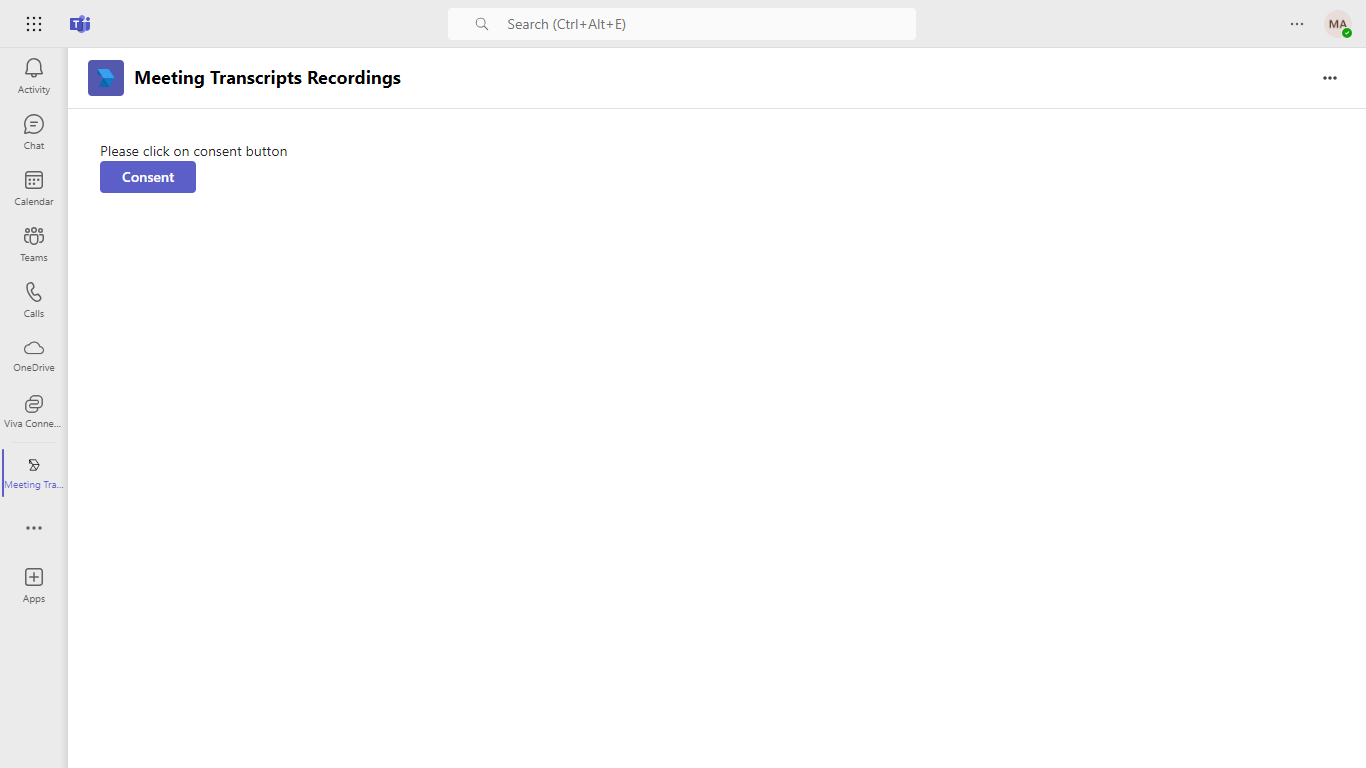 Search (Ctrl+Alt+E)
MA
Activity
Chat
Calendar
Teams
Calls
OneDrive
Viva Conne...
Meeting Tra...
Apps
Meeting Transcripts Recordings
Please click on consent button
Consent